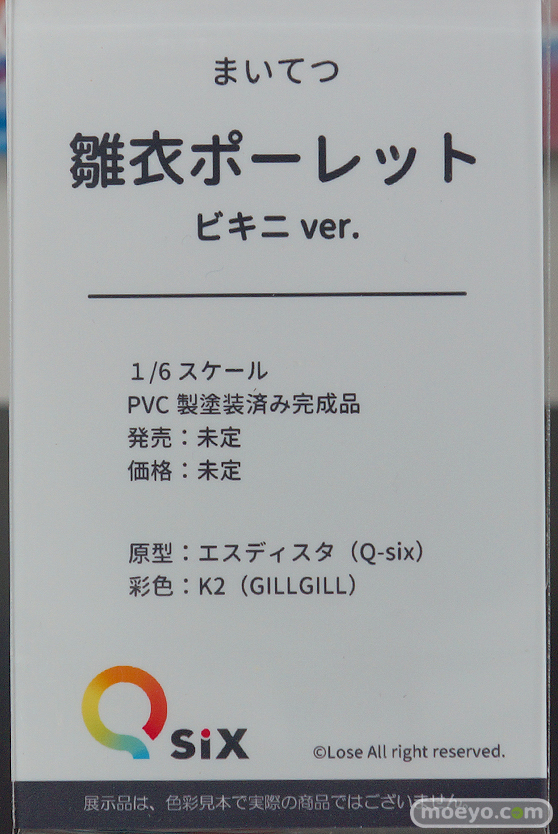 まいてつ
雛衣ポーレット
ビキニ ver.
1/6 スケール
PVC 製塗装済み完成品
発売：未定
価格：未定
原型：エスディスタ（Q-six）
彩色：K2（GILLGILL）
Q siX
©Lose All right reserved.
展示品は、色彩見本で実際の商品ではございません。
moeyo.com